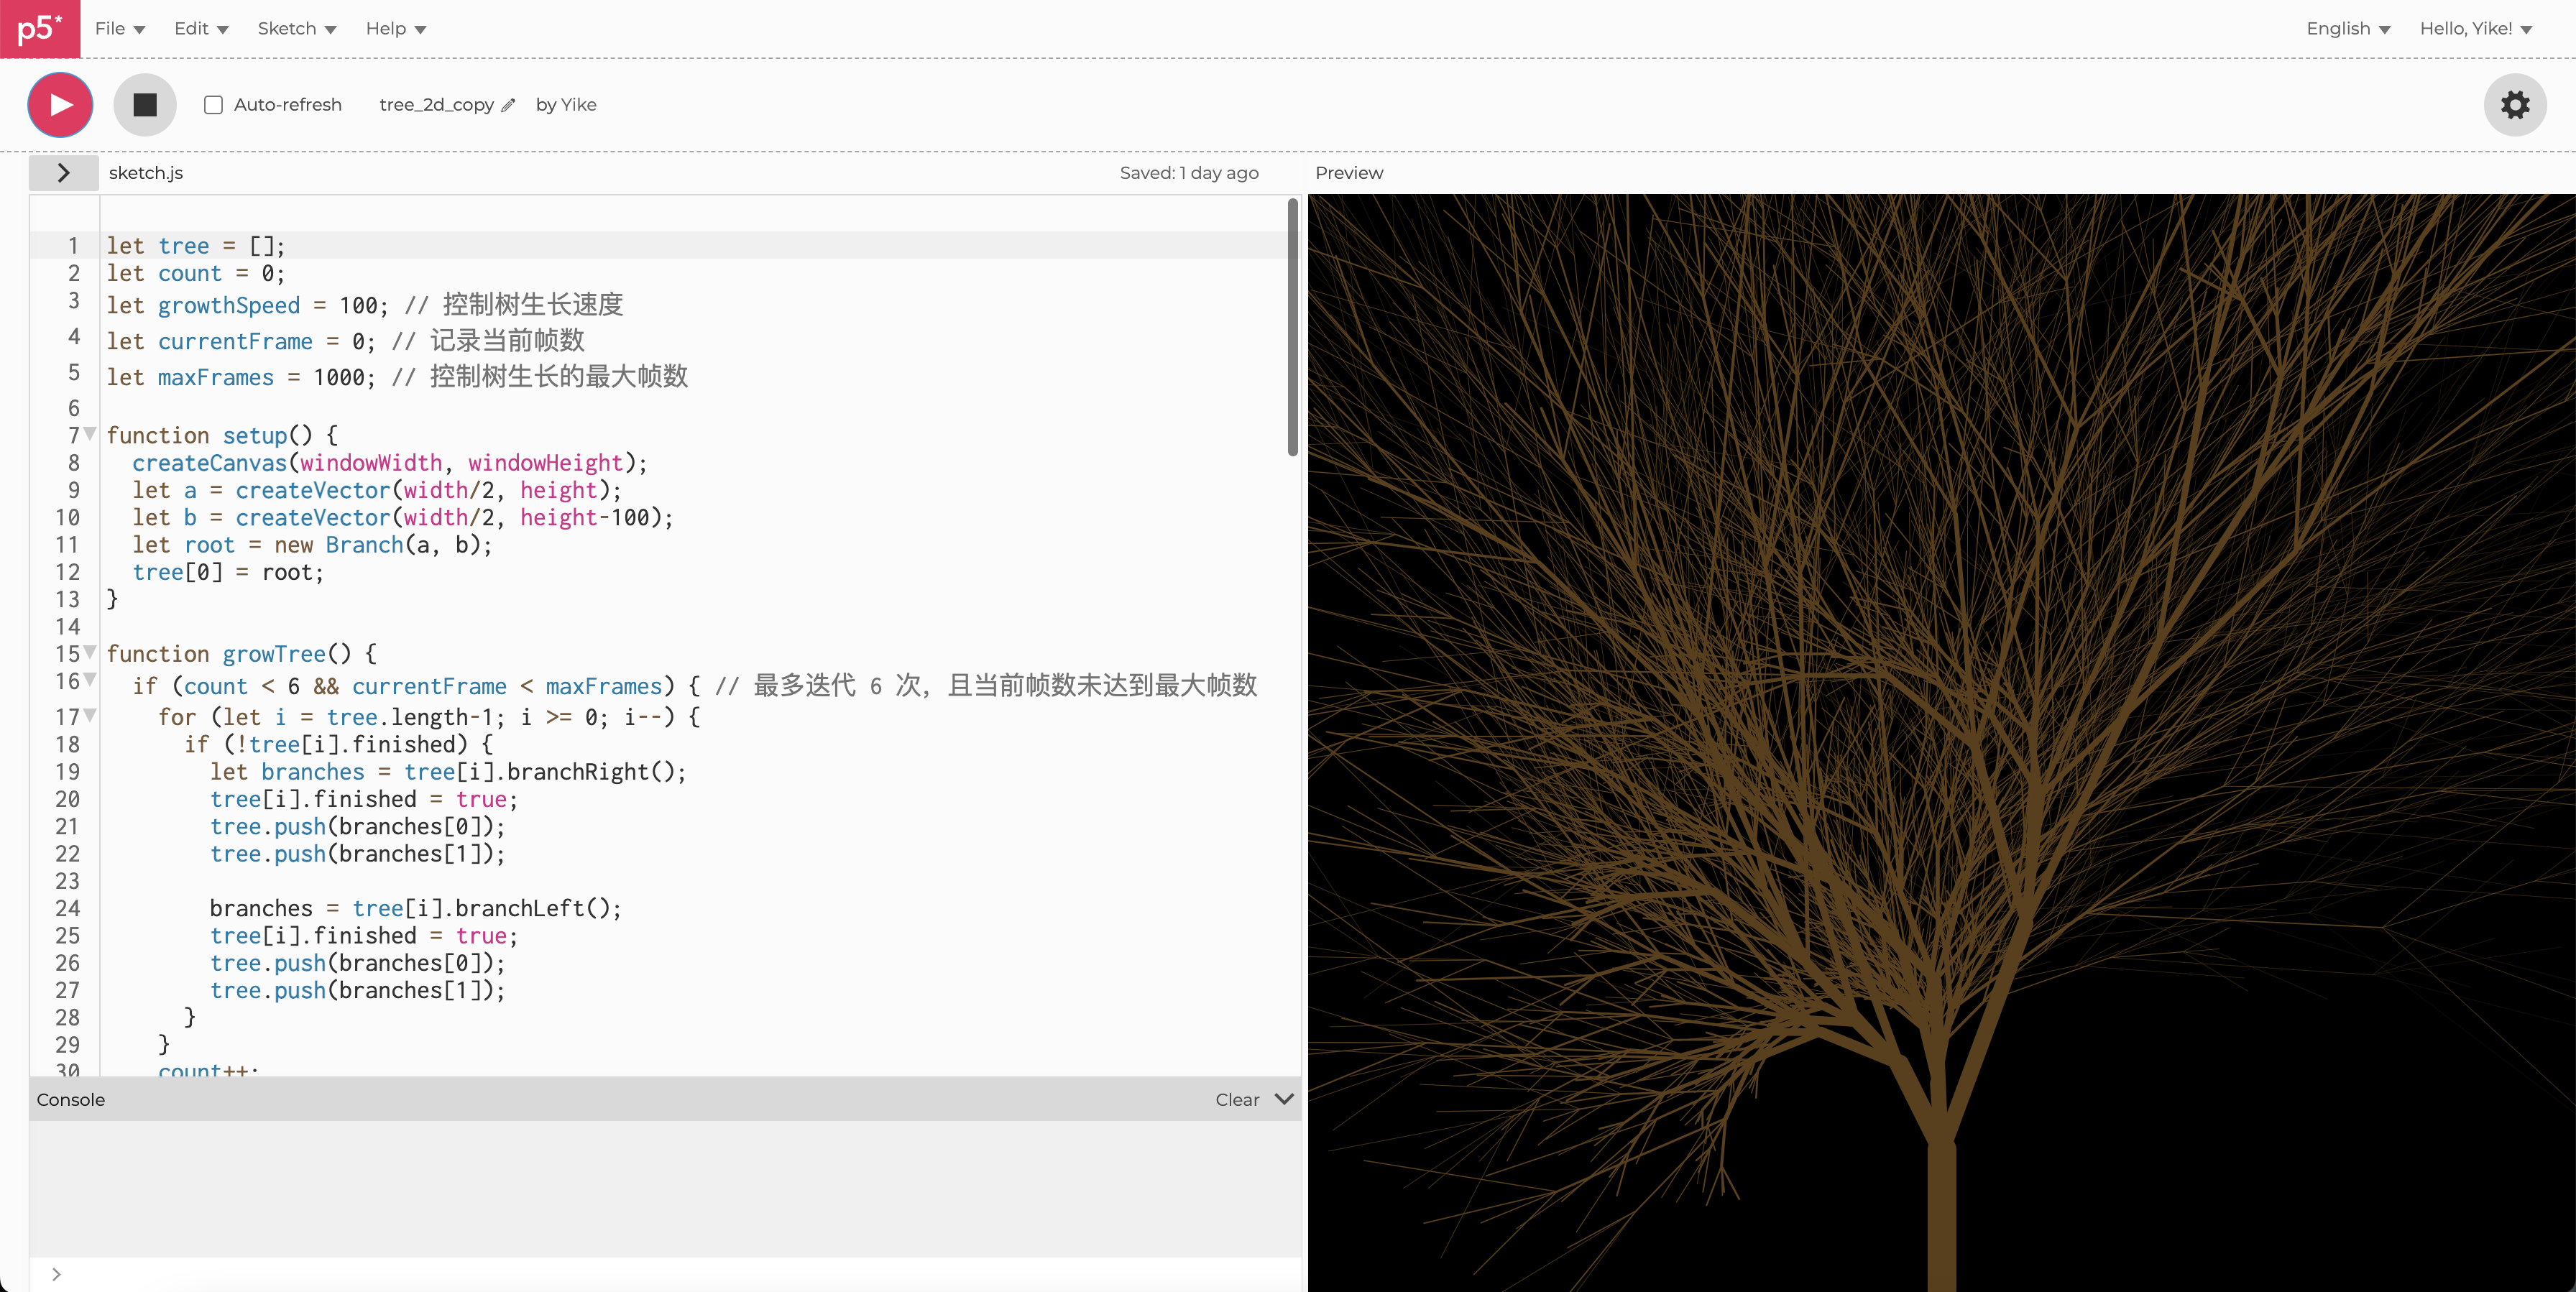 p5* File Edit Sketch Help English Hello, Yike!
Auto-refresh tree_2d_copy by Yike
sketch.js Saved: 1 day ago Preview
1 let tree = [];
2 let count = 0;
3 let growthSpeed = 100; // 控制树生长速度
4 let currentFrame = 0; // 记录当前帧数
5 let maxFrames = 1000; // 控制树生长的最大帧数
6
7 function setup() {
8 createCanvas(windowWidth, windowHeight);
9 let a = createVector(width/2, height);
10 let b = createVector(width/2, height-100);
11 let root = new Branch(a, b);
12 tree[0] = root;
13 }
14
15 function growTree() {
16 if (count < 6 && currentFrame < maxFrames) { // 最多迭代 6 次，且当前帧数未达到最大帧数
17 for (let i = tree.length-1; i >= 0; i--) {
18 if (!tree[i].finished) {
19 let branches = tree[i].branchRight();
20 tree[i].finished = true;
21 tree.push(branches[0]);
22 tree.push(branches[1]);
23
24 branches = tree[i].branchLeft();
25 tree[i].finished = true;
26 tree.push(branches[0]);
27 tree.push(branches[1]);
28 }
29 }
30 count++;
Console Clear
>